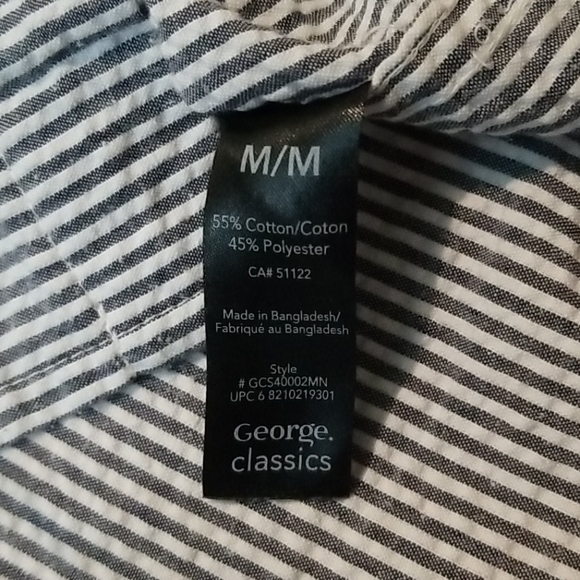 M/M
55% Cotton/Coton
45% Polyester
CA# 51122
Made in Bangladesh/
Fabriqué au Bangladesh
Style
# GCS40002MN
UPC 6 8210219301
George.
classics